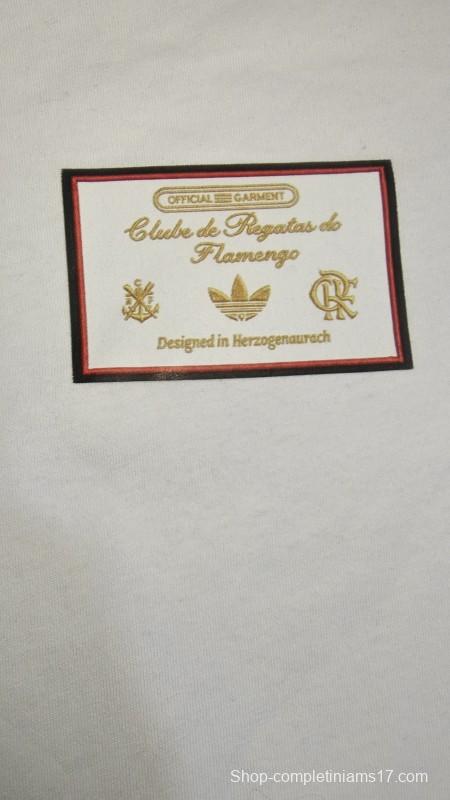 OFFICIAL GARMENT
Clube de Regatas do
Flamengo
C
R F
CRF
Designed in Herzogenaurach
Shop-completiniams17.com